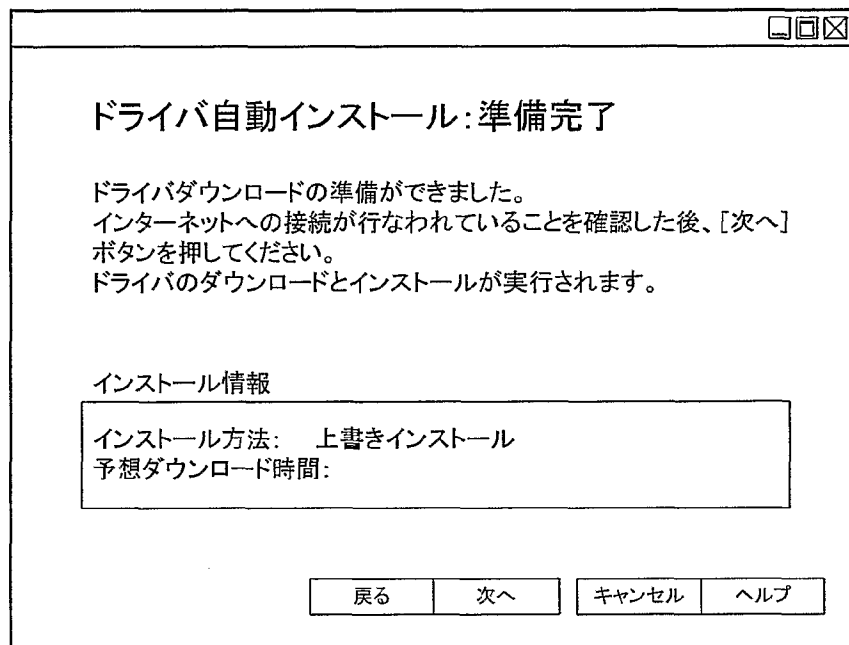 ドライバ自動インストール:準備完了
ドライバダウンロードの準備ができました。
インターネットへの接続が行なわれていることを確認した後、[次へ]
ボタンを押してください。
ドライバのダウンロードとインストールが実行されます。
インストール情報
インストール方法: 上書きインストール
予想ダウンロード時間:
戻る 次へ キャンセル ヘルプ